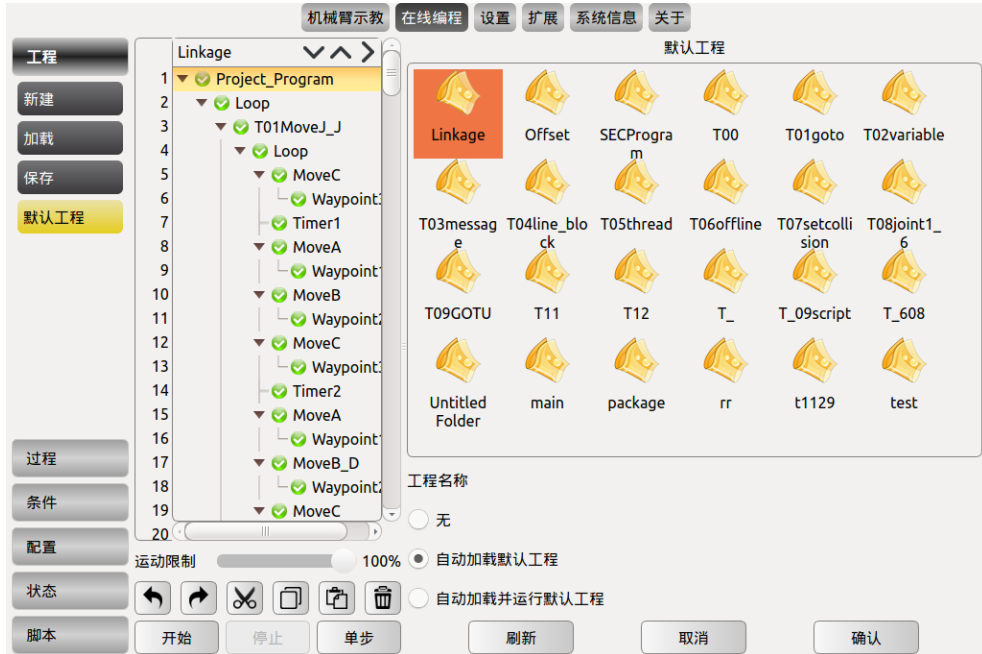 机械臂示教 在线编程 设置 扩展 系统信息 关于
工程
新建
加载
保存
默认工程
过程
条件
配置
状态
脚本
Linkage
1 Project_Program
2 Loop
3 T01MoveJ_J
4 Loop
5 MoveC
6 Waypoint3
7 Timer1
8 MoveA
9 Waypoint1
10 MoveB
11 Waypoint2
12 MoveC
13 Waypoint3
14 Timer2
15 MoveA
16 Waypoint1
17 MoveB_D
18 Waypoint2
19 MoveC
20
运动限制 100%
开始 停止 单步
默认工程
Linkage Offset SECProgra T00 T01goto T02variable
m
T03messag T04line_blo T05thread T06offline T07setcolli T08joint1_
e ck sion 6
T09GOTU T11 T12 T_ T_09script T_608
Untitled main package rr t1129 test
Folder
工程名称
无
自动加载默认工程
自动加载并运行默认工程
刷新 取消 确认